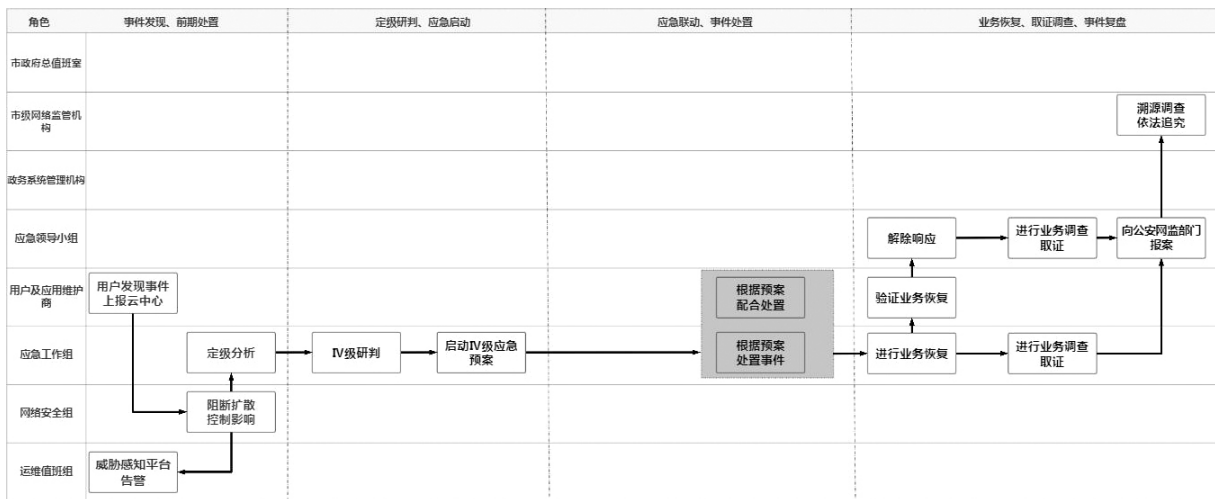 角色
事件发现、前期处置
定级研判、应急启动
应急联动、事件处置
业务恢复、取证调查、事件复盘
市政府总值班室
市级网络监管机
构
溯源调查
依法追究
政务系统管理机构
应急领导小组
解除响应
进行业务调查
取证
向公安网监部门
报案
用户及应用维护
商
用户发现事件
上报云中心
根据预案
配合处置
验证业务恢复
应急工作组
定级分析
Ⅳ级研判
启动Ⅳ级应急
预案
根据预案
处置事件
进行业务恢复
进行业务调查
取证
网络安全组
阻断扩散
控制影响
运维值班组
威胁感知平台
告警